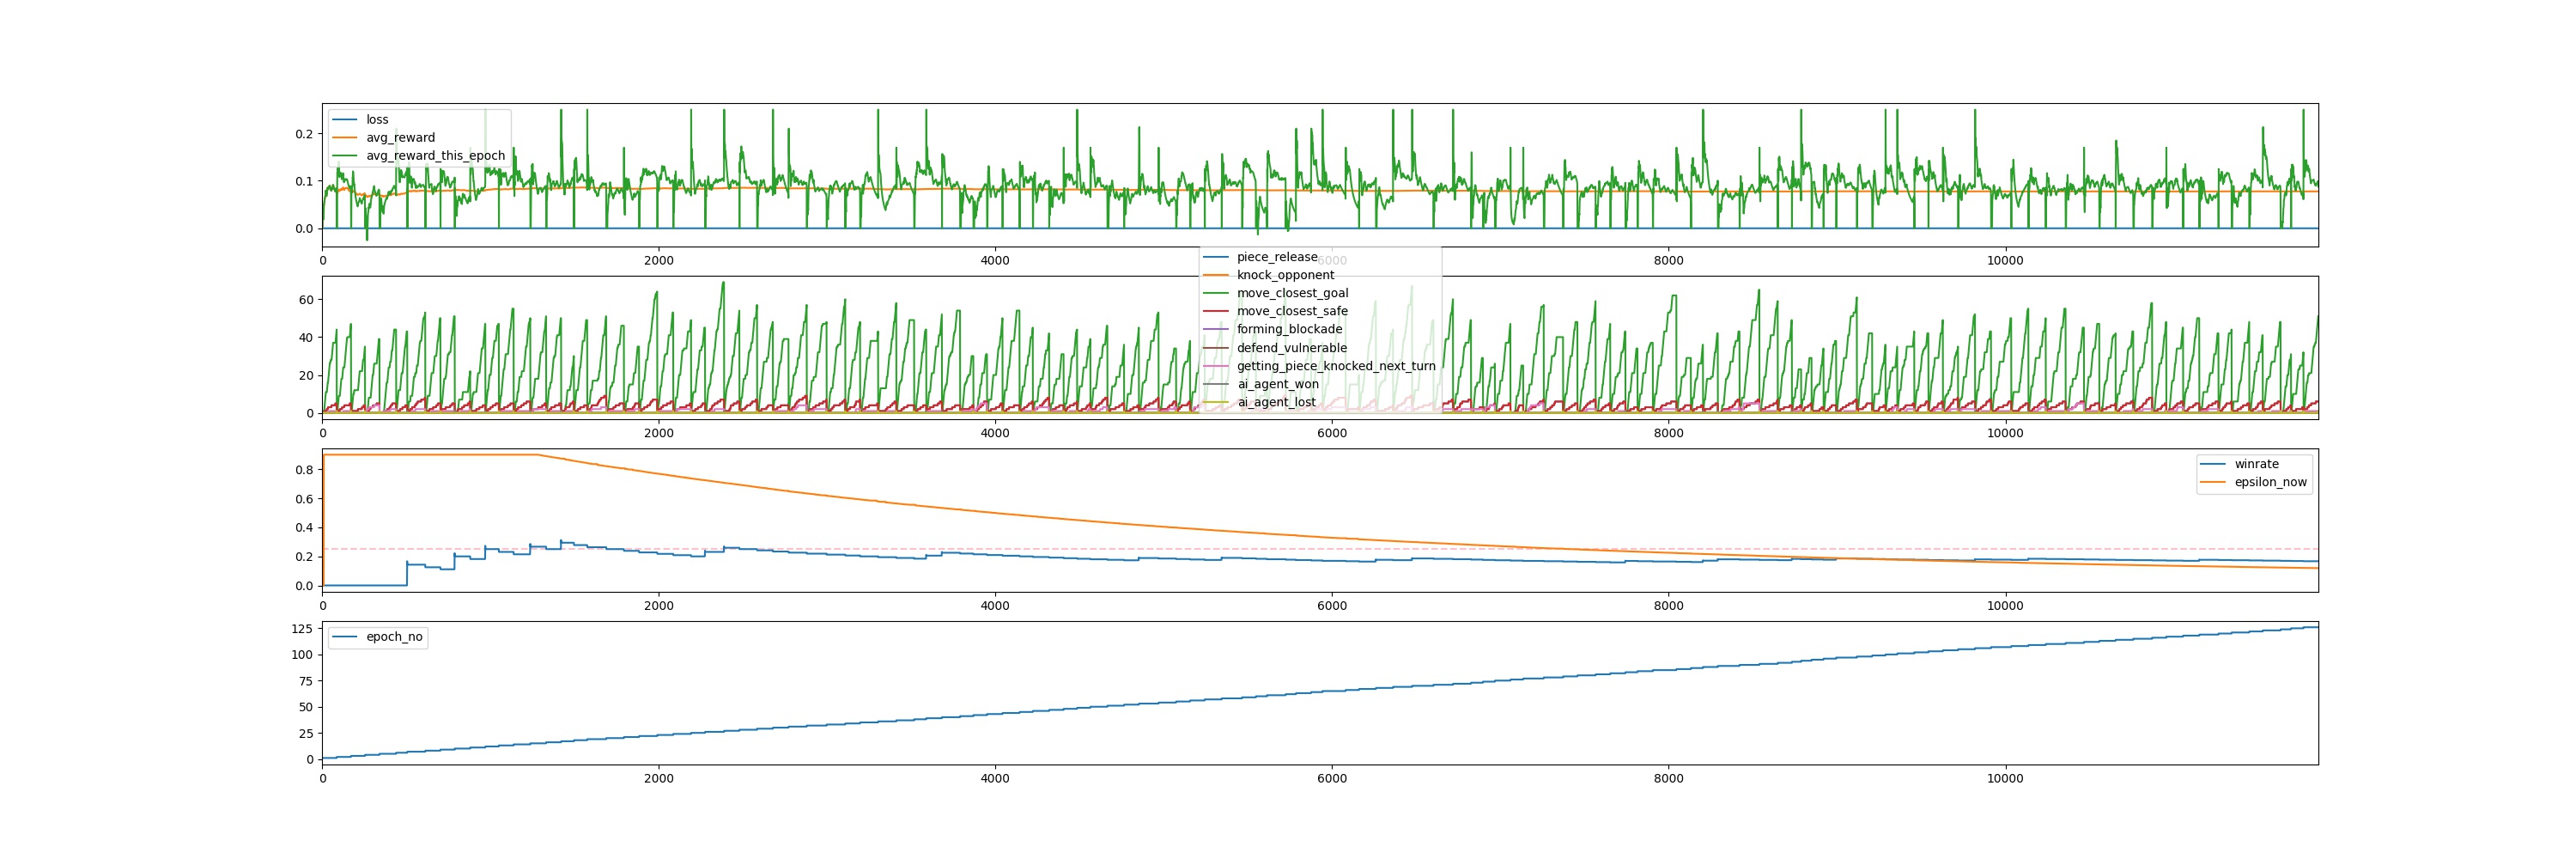 loss
avg_reward
avg_reward_this_epoch
0.2
0.1
0.0
0 2000 4000 6000 8000 10000
piece_release
knock_opponent
move_closest_goal
move_closest_safe
forming_blockade
defend_vulnerable
getting_piece_knocked_next_turn
ai_agent_won
ai_agent_lost
60
40
20
0
0 2000 4000 6000 8000 10000
winrate
epsilon_now
0.8
0.6
0.4
0.2
0.0
0 2000 4000 6000 8000 10000
epoch_no
125
100
75
50
25
0
0 2000 4000 6000 8000 10000